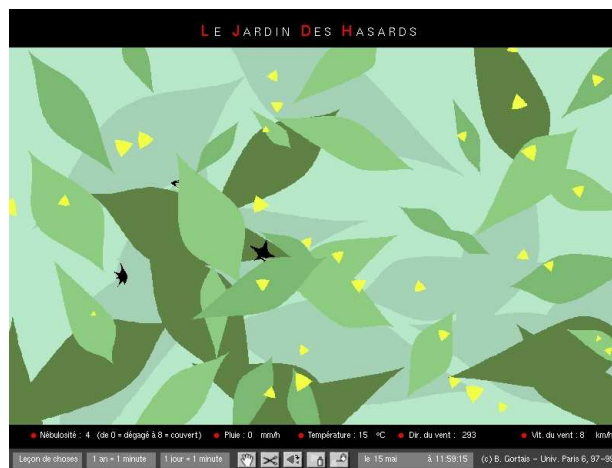 LE JARDIN DES HASARDS
Nébulosité : 4 (de 0 = dégagé à 8 = couvert) Pluie : 0 mm/h Température : 15 °C Dir. du vent : 293 Vit. du vent : 8 km/h
Leçon de choses 1 an = 1 minute 1 jour = 1 minute le 15 mai à 11:59:15 (c) B. Gortais - Univ. Paris 6, 97-